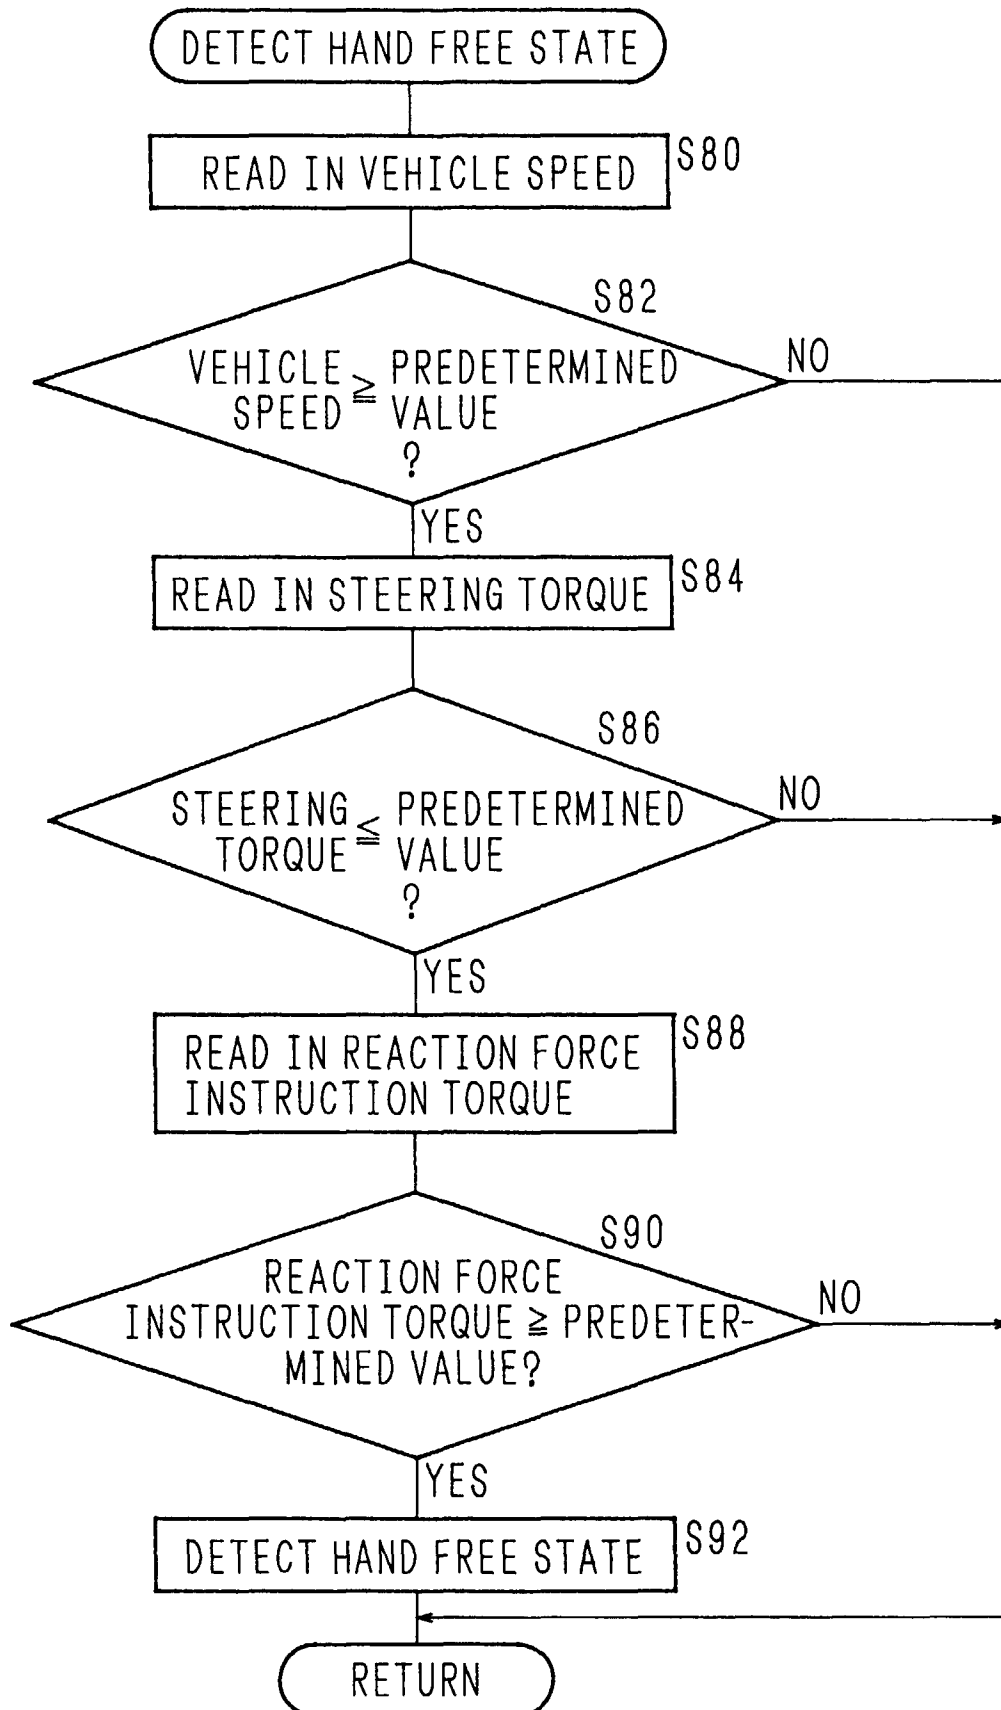 DETECT HAND FREE STATE
READ IN VEHICLE SPEED
S80
S82
VEHICLE SPEED ≧ PREDETERMINED VALUE
?
NO
YES
READ IN STEERING TORQUE
S84
S86
STEERING TORQUE ≦ PREDETERMINED VALUE
?
NO
YES
READ IN REACTION FORCE
INSTRUCTION TORQUE
S88
S90
REACTION FORCE
INSTRUCTION TORQUE ≧ PREDETER-
MINED VALUE?
NO
YES
DETECT HAND FREE STATE
S92
RETURN